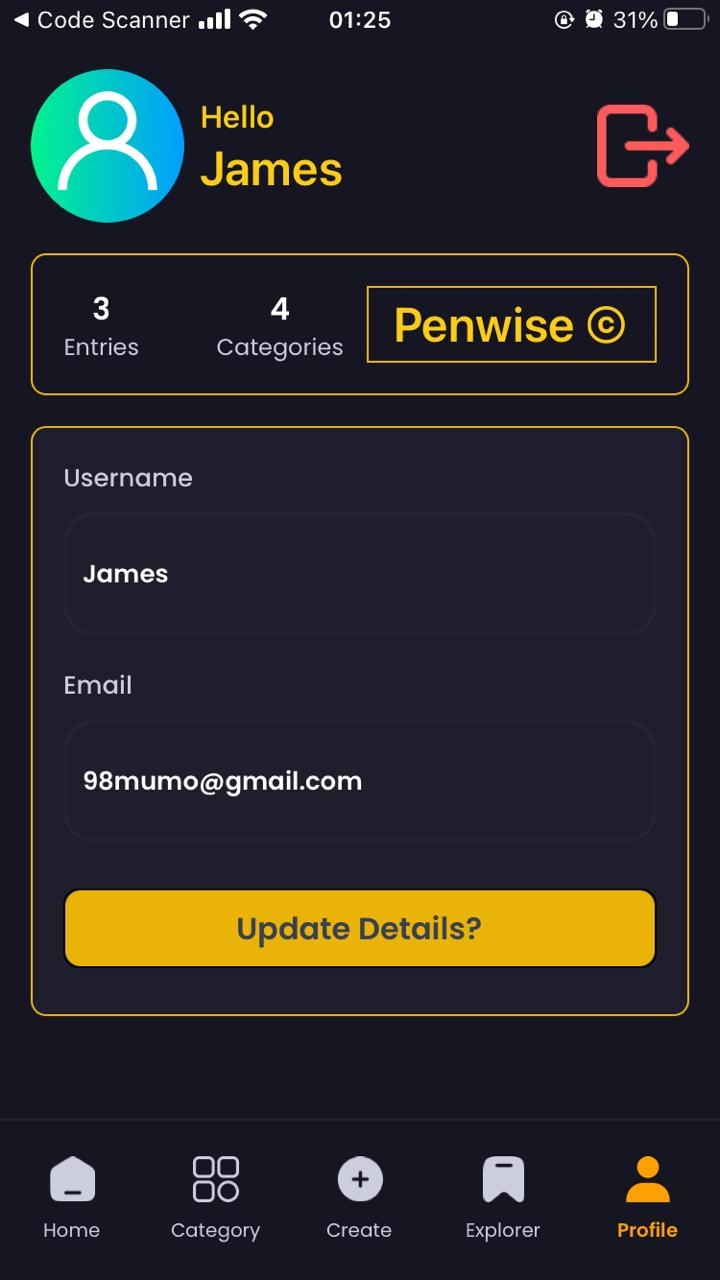 ◀ Code Scanner 01:25 31%
Hello
James
3 4 Penwise ©
Entries Categories
Username
James
Email
98mumo@gmail.com
Update Details?
Home Category Create Explorer Profile